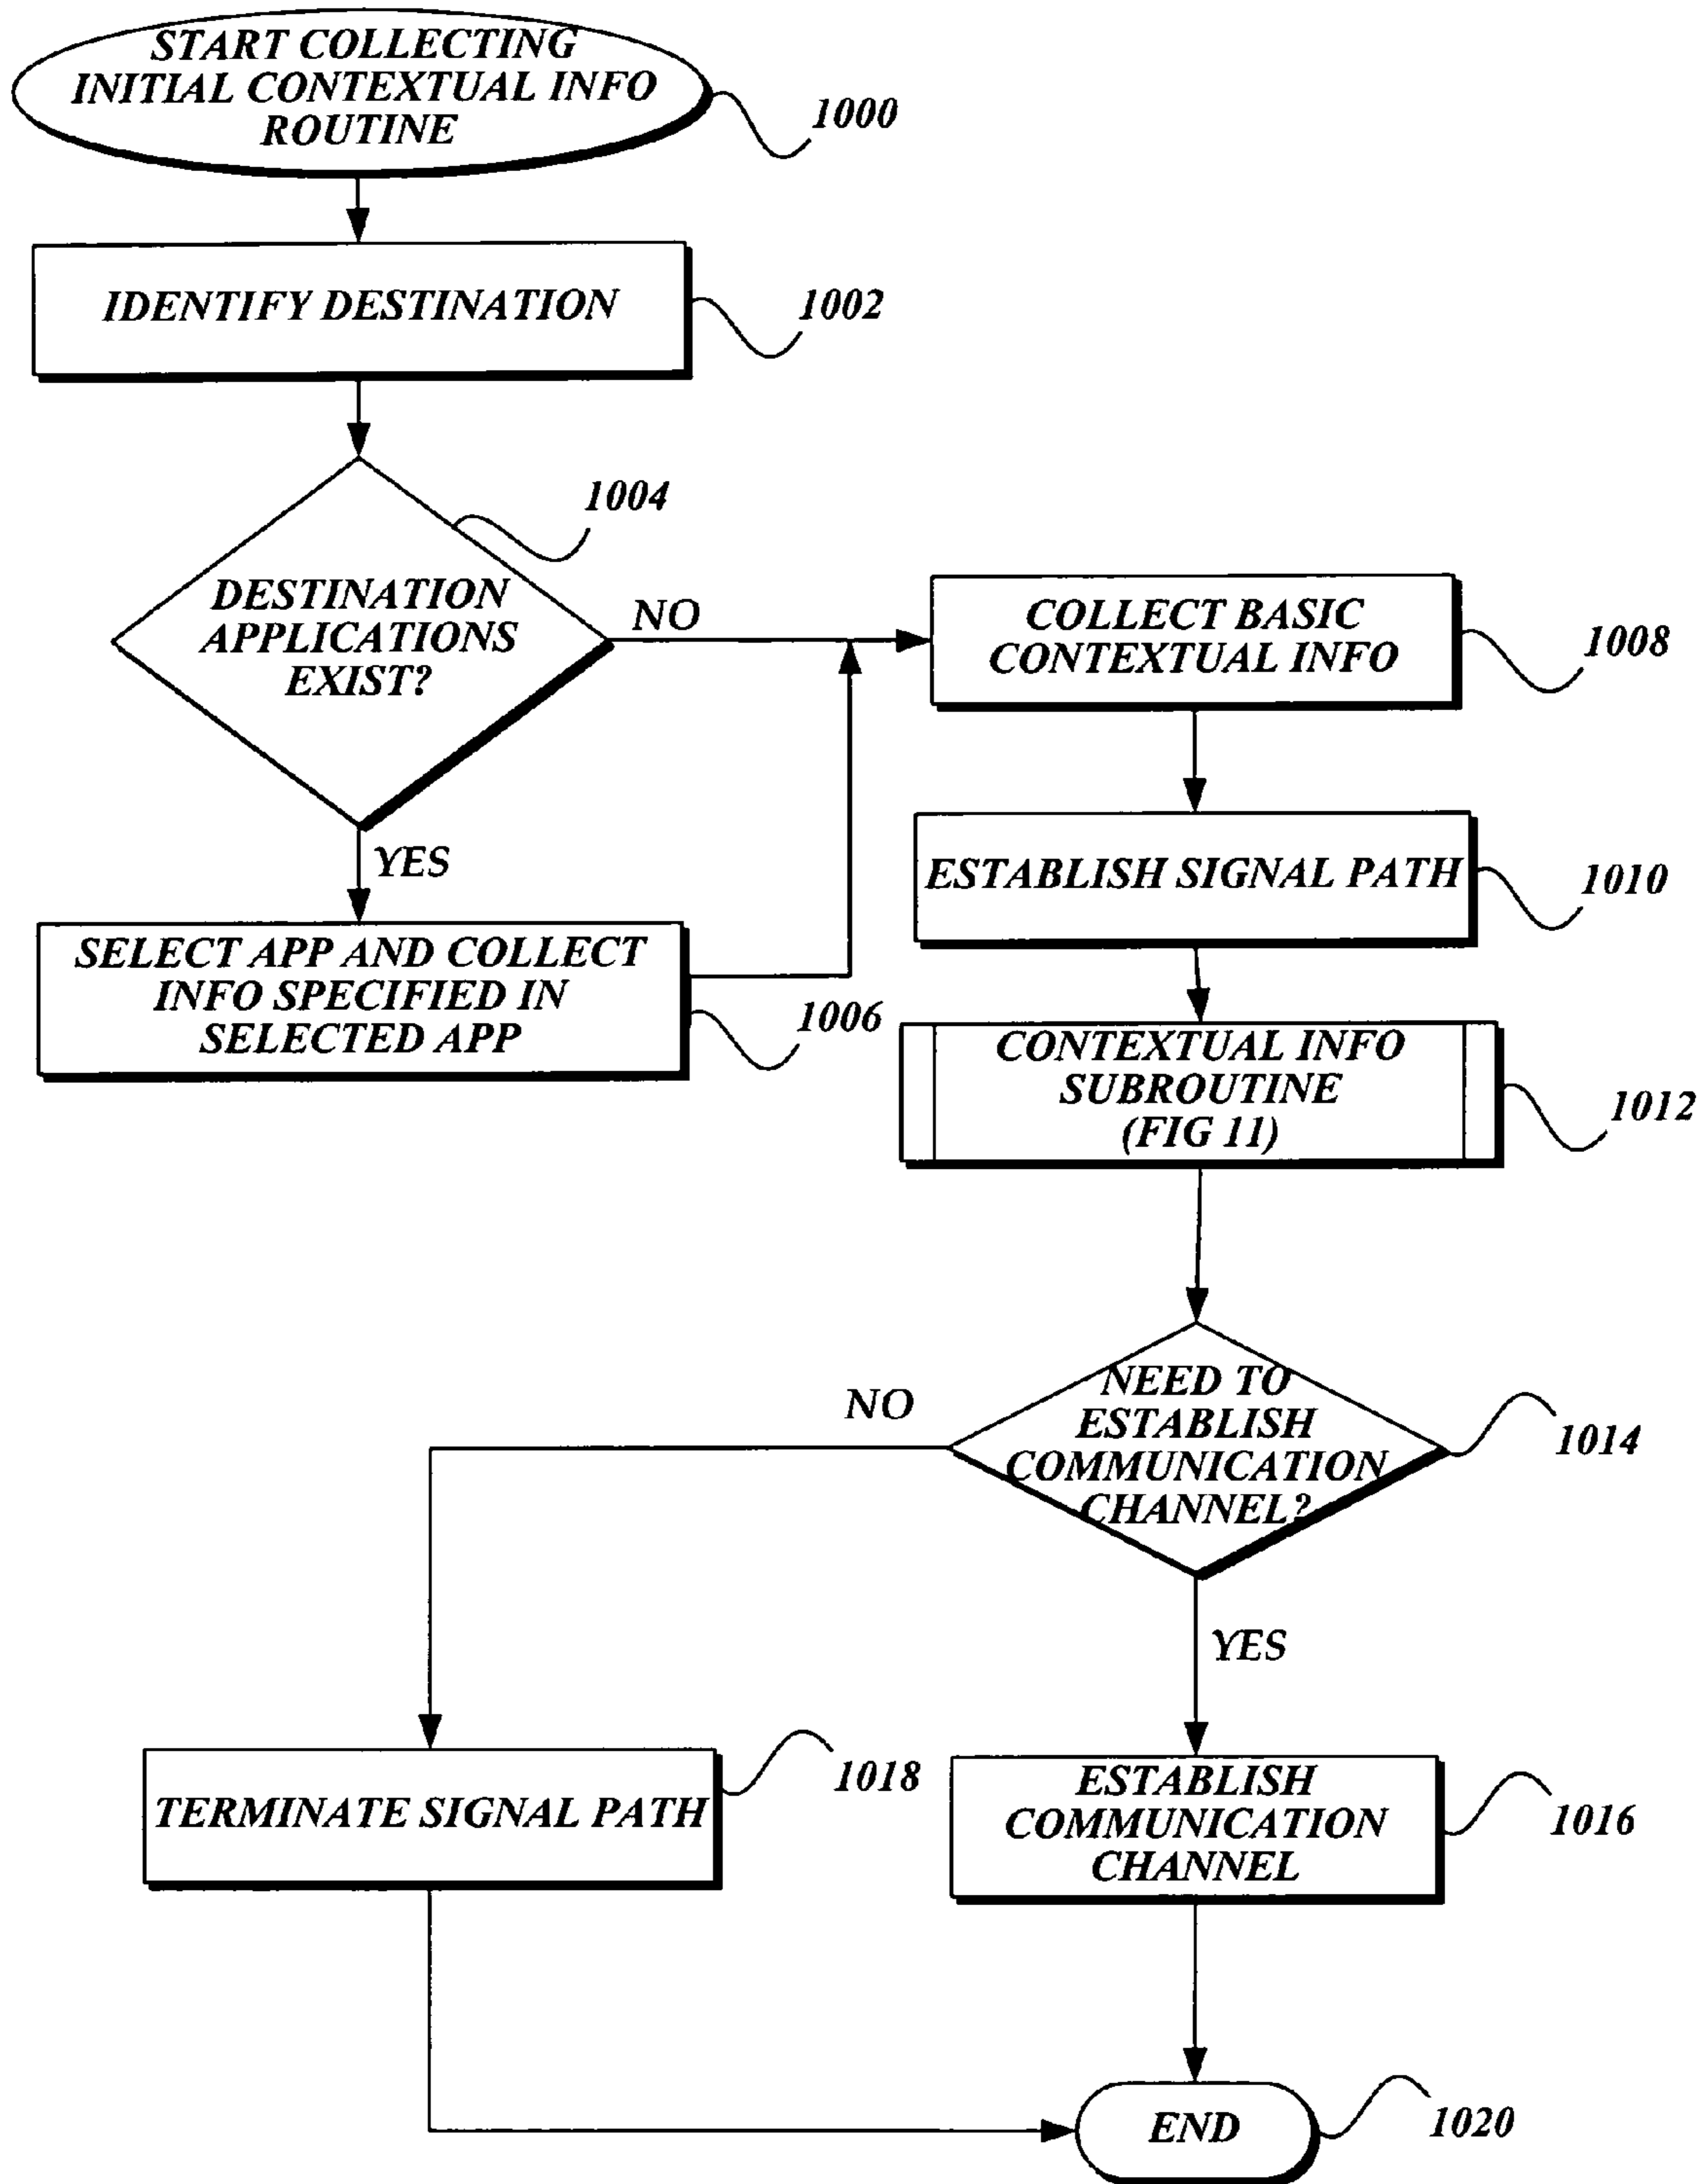 START COLLECTING
INITIAL CONTEXTUAL INFO
ROUTINE
1000
IDENTIFY DESTINATION
1002
1004
DESTINATION
APPLICATIONS
EXIST?
NO
YES
SELECT APP AND COLLECT
INFO SPECIFIED IN
SELECTED APP
1006
COLLECT BASIC
CONTEXTUAL INFO
1008
ESTABLISH SIGNAL PATH
1010
CONTEXTUAL INFO
SUBROUTINE
(FIG 11)
1012
NEED TO
ESTABLISH
COMMUNICATION
CHANNEL?
1014
NO
YES
TERMINATE SIGNAL PATH
1018
ESTABLISH
COMMUNICATION
CHANNEL
1016
END
1020